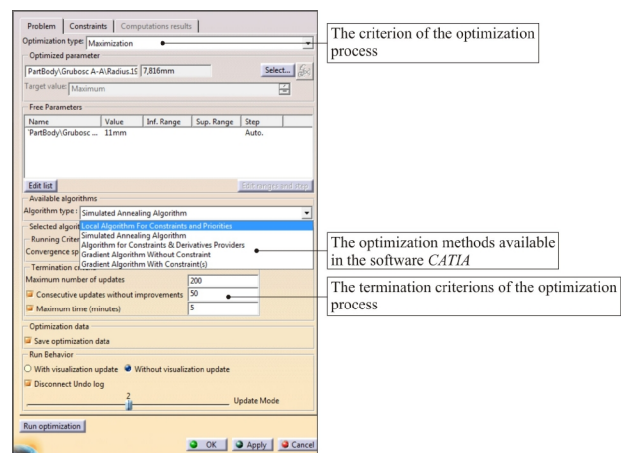 Problem Constraints Computations results
Optimization type: Maximization
Optimized parameter
PartBody\Grubosc A-A\Radius.19 7,816mm Select...
Target value: Maximum
Free Parameters
Name Value Inf. Range Sup. Range Step
'PartBody\Grubosc ... 11mm Auto.
Edit list Edit ranges and step
Available algorithms
Algorithm type: Simulated Annealing Algorithm
Selected algorit
Local Algorithm For Constraints and Priorities
Simulated Annealing Algorithm
Running Criter
Algorithm for Constraints & Derivatives Providers
Convergence sp
Gradient Algorithm Without Constraint
Gradient Algorithm With Constraint(s)
Termination
Maximum number of updates 200
Consecutive updates without improvements 50
Maximum time (minutes) 5
Optimization data
Save optimization data
Run Behavior
With visualization update Without visualization update
Disconnect Undo log
2
Update Mode
Run optimization
OK Apply Cancel
The criterion of the optimization
process
The optimization methods available
in the software CATIA
The termination criterions of the optimization
process